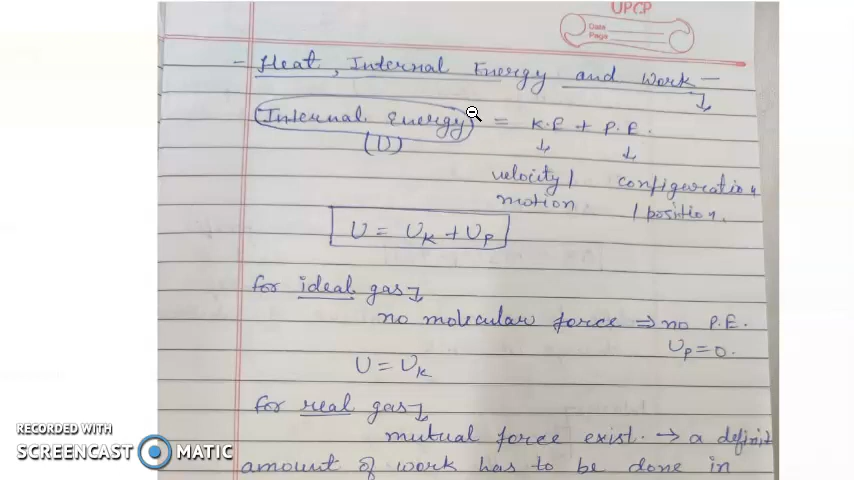 UPCP
Date
Page
- Heat, Internal Energy and work -
Internal Energy = K.E + P.E.
(U)
velocity / configuration
motion / position.
U = UK + UP
for ideal gas
no molecular force ⇒ no P.E.
UP = 0.
U = UK
for real gas
mutual force exist. → a definit
amount of work has to be done in
RECORDED WITH
SCREENCAST MATIC